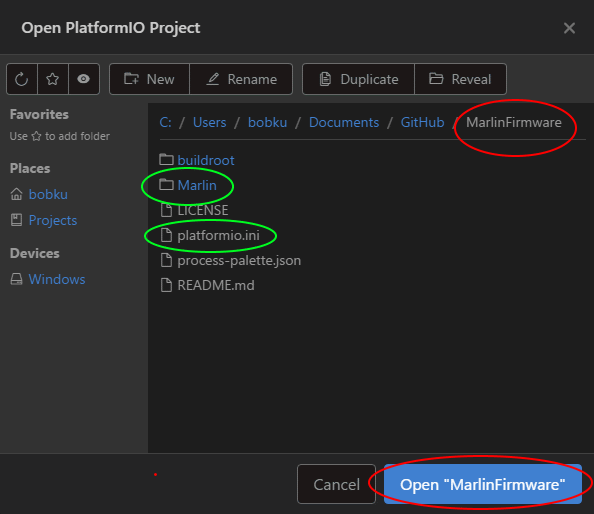 Open PlatformIO Project
New Rename Duplicate Reveal
Favorites
Use ☆ to add folder
Places
bobku
Projects
Devices
Windows
C: / Users / bobku / Documents / GitHub / MarlinFirmware
buildroot
Marlin
LICENSE
platformio.ini
process-palette.json
README.md
Cancel Open "MarlinFirmware"